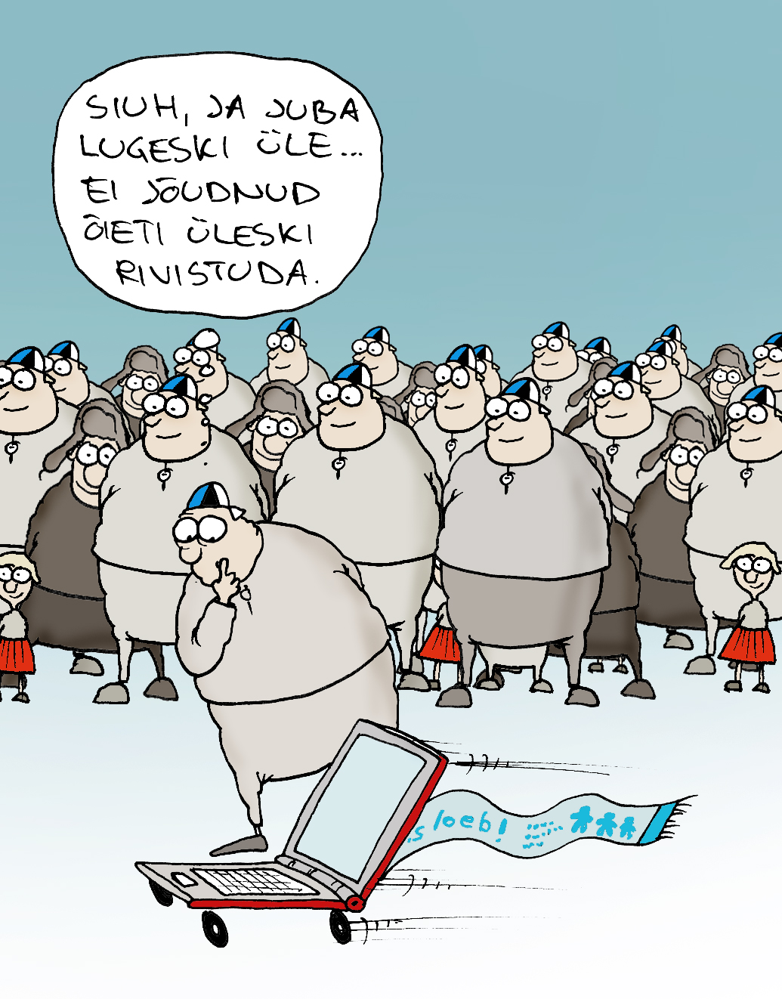 SIUH, JA JUBA
LUGESKI ÜLE...
EI JÕUDNUD
ÕIETI ÜLESKI
RIVISTUDA.
loeb!